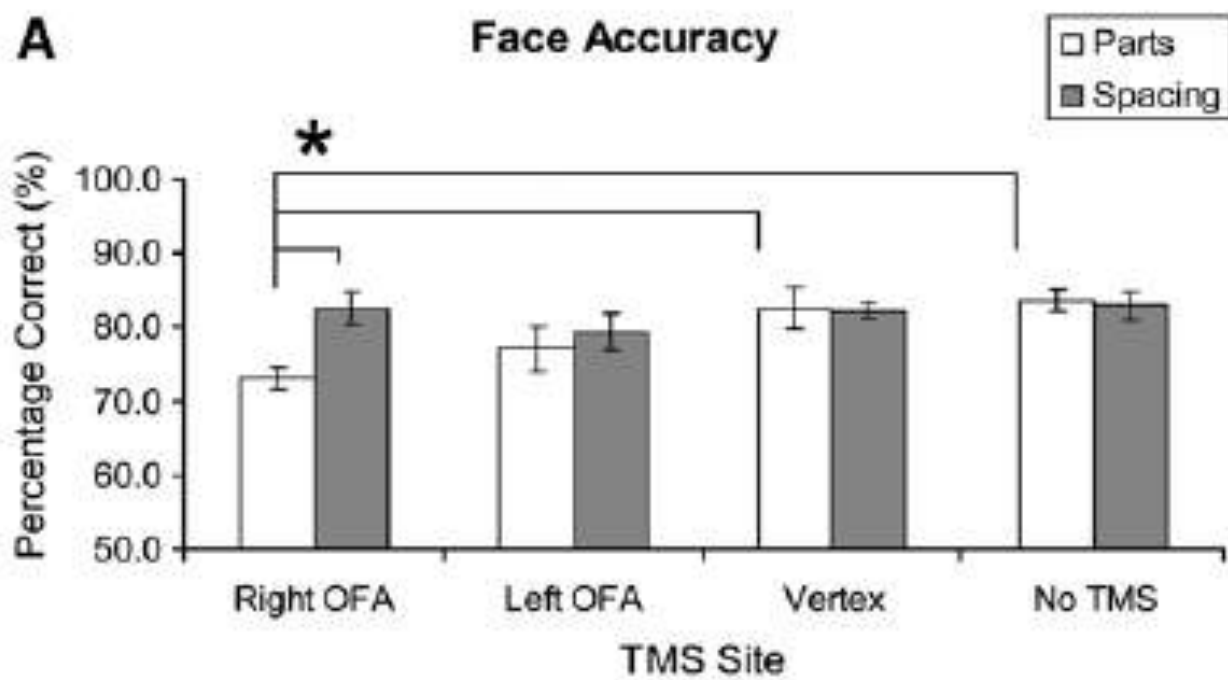 A
Face Accuracy
Parts
Spacing
*
Percentage Correct (%)
100.0
90.0
80.0
70.0
60.0
50.0
Right OFA
Left OFA
Vertex
No TMS
TMS Site